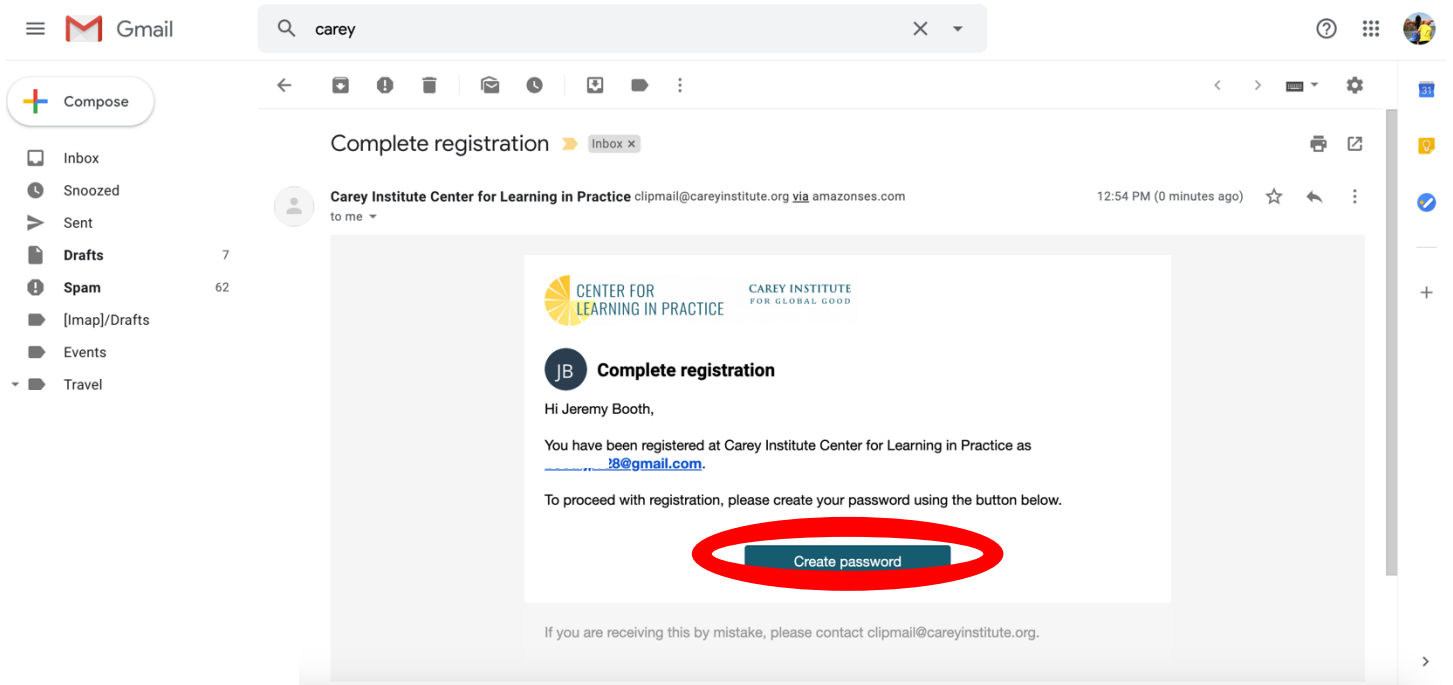 Gmail
carey
Compose
Inbox
Snoozed
Sent
Drafts 7
Spam 62
[Imap]/Drafts
Events
Travel
Complete registration Inbox ×
Carey Institute Center for Learning in Practice clipmail@careyinstitute.org via amazonses.com 12:54 PM (0 minutes ago)
to me
CENTER FOR
LEARNING IN PRACTICE
CAREY INSTITUTE
FOR GLOBAL GOOD
JB Complete registration
Hi Jeremy Booth,
You have been registered at Carey Institute Center for Learning in Practice as
28@gmail.com.
To proceed with registration, please create your password using the button below.
Create password
If you are receiving this by mistake, please contact clipmail@careyinstitute.org.
31